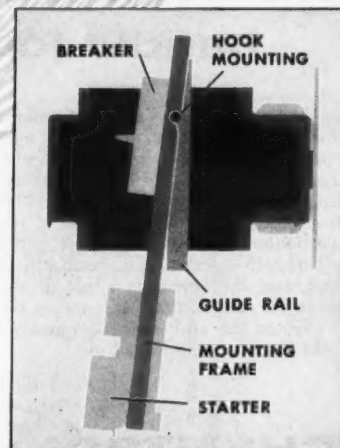 BREAKER
HOOK
MOUNTING
GUIDE RAIL
MOUNTING
FRAME
STARTER